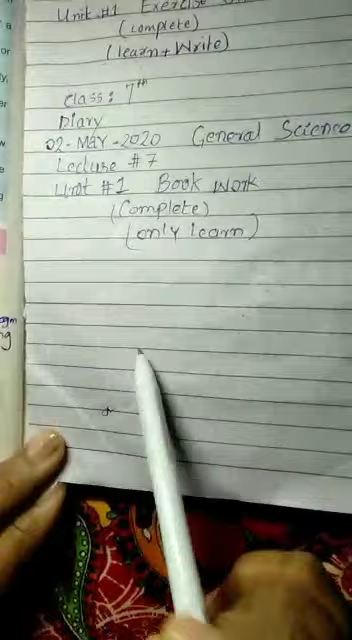 Unit #1 Exercise
(complete)
(learn + Write)
Class: 7th
Diary
02-May-2020 General Science
Lecture #7
Unit #1 Book Work
(Complete)
(only learn)